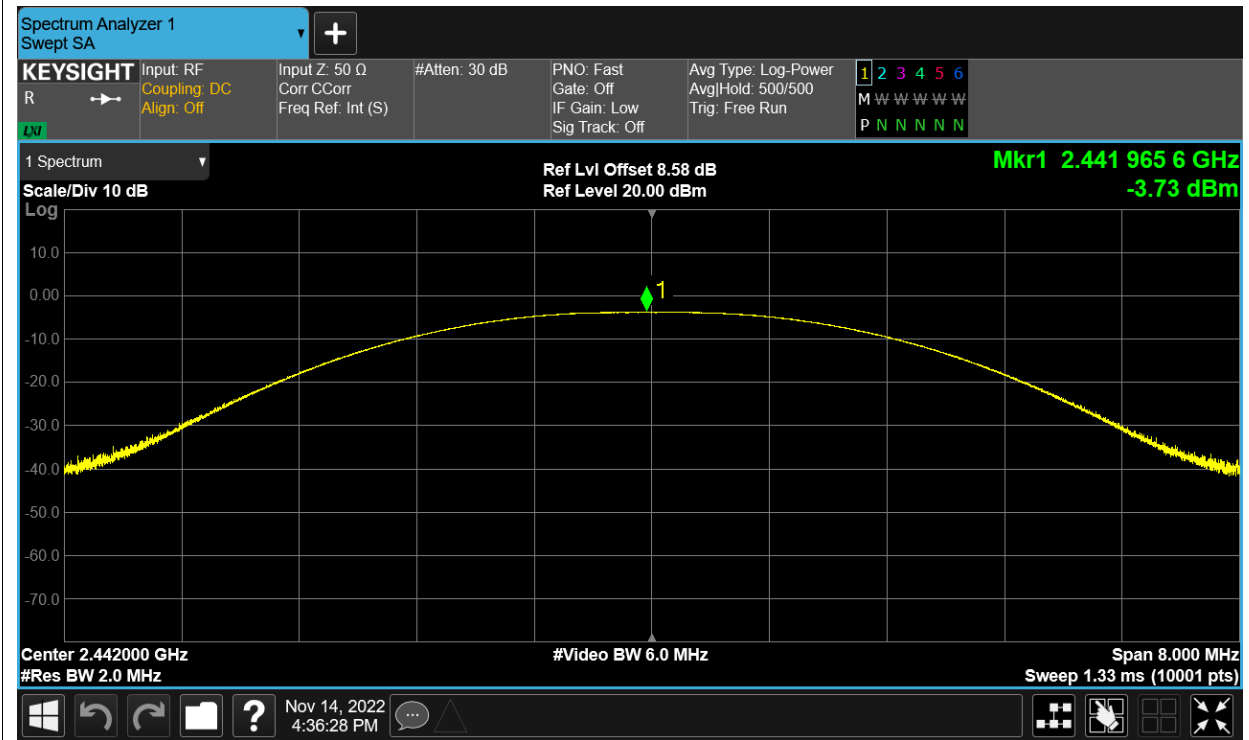 Spectrum Analyzer 1
Swept SA
KEYSIGHT
R
LXI
Input: RF
Coupling: DC
Align: Off
Input Z: 50 Ω
Corr CCorr
Freq Ref: Int (S)
#Atten: 30 dB
PNO: Fast
Gate: Off
IF Gain: Low
Sig Track: Off
Avg Type: Log-Power
Avg|Hold: 500/500
Trig: Free Run
1 2 3 4 5 6
M W W W W W
P N N N N N
1 Spectrum
Scale/Div 10 dB
Ref Lvl Offset 8.58 dB
Ref Level 20.00 dBm
Mkr1 2.441 965 6 GHz
-3.73 dBm
Log
10.0
0.00
-10.0
-20.0
-30.0
-40.0
-50.0
-60.0
-70.0
1
Center 2.442000 GHz
#Res BW 2.0 MHz
#Video BW 6.0 MHz
Span 8.000 MHz
Sweep 1.33 ms (10001 pts)
?
Nov 14, 2022
4:36:28 PM